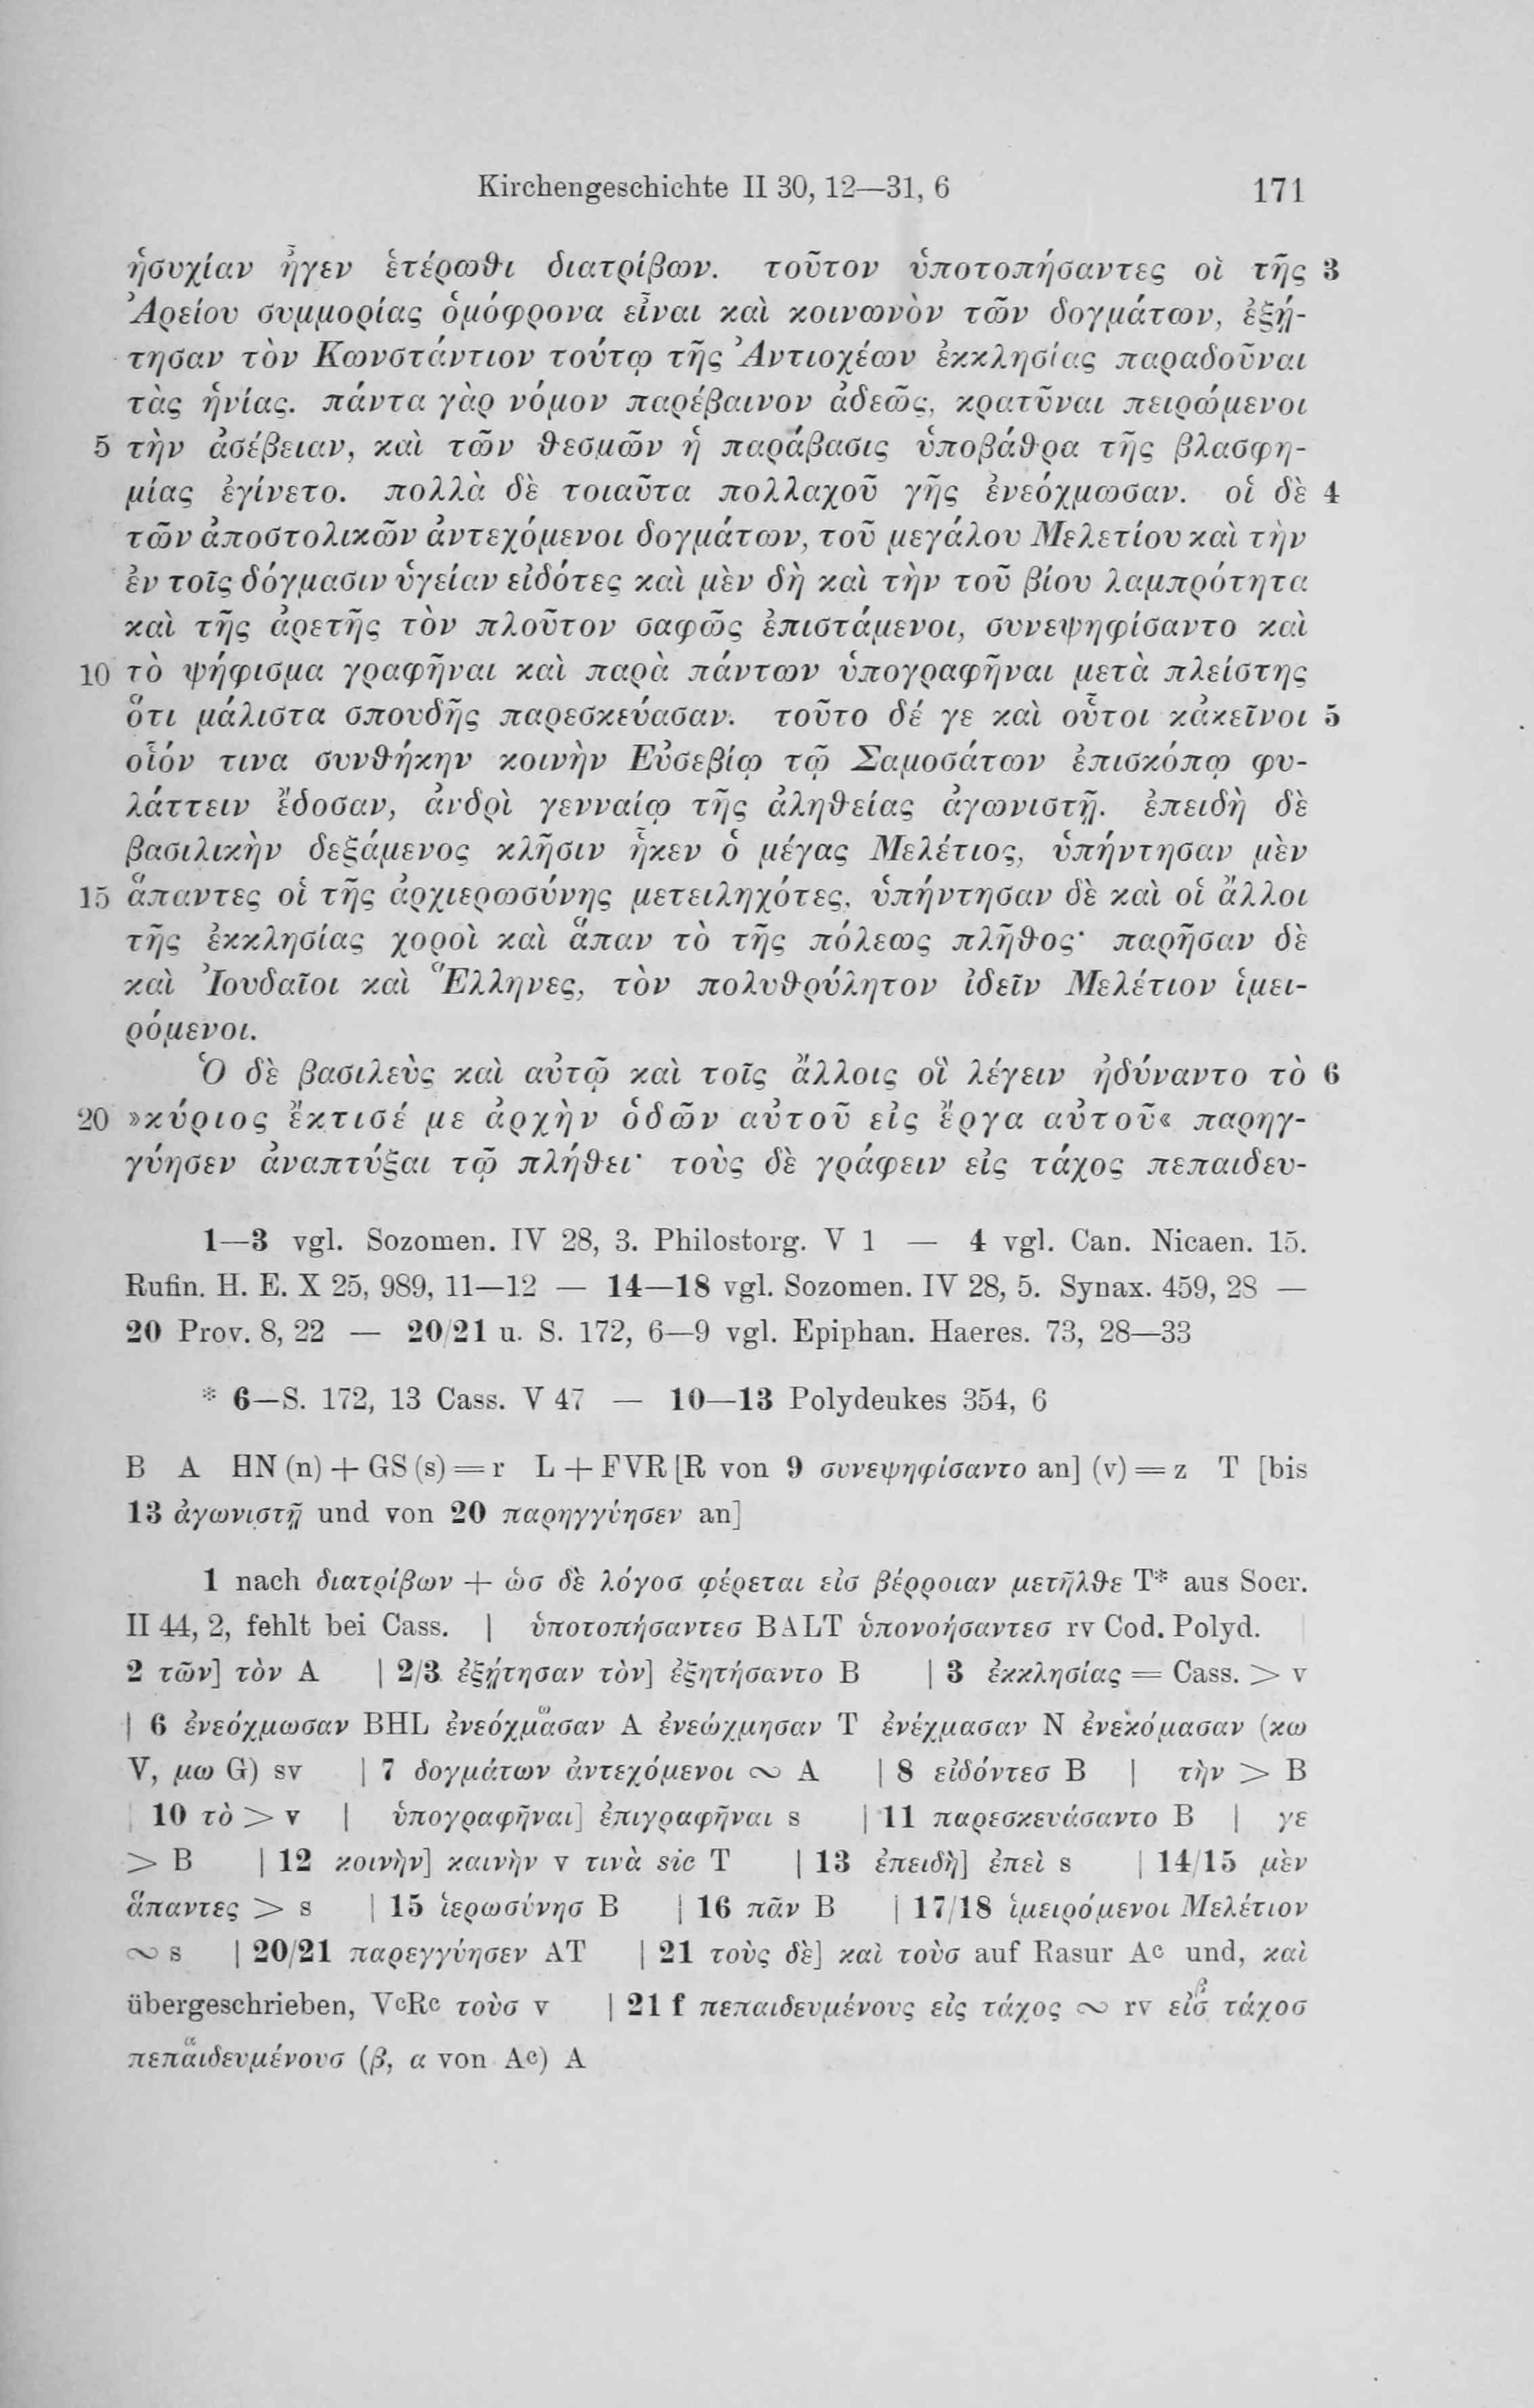 Kirchengeschichte II 30, 12—31, 6 171
ἡσυχίαν ἦγεν ἑτέρωθι διατρίβων. τοῦτον ὑποτοπήσαντες οἱ τῆς 3
Ἀρείου συμμορίας ὁμόφρονα εἶναι καὶ κοινωνὸν τῶν δογμάτων, ἐξῄ-
τησαν τὸν Κωνστάντιον τούτῳ τῆς Ἀντιοχέων ἐκκλησίας παραδοῦναι
τὰς ἡνίας. πάντα γὰρ νόμον παρέβαινον ἀδεῶς, κρατῦναι πειρώμενοι
5 τὴν ἀσέβειαν, καὶ τῶν θεσμῶν ἡ παράβασις ὑποβάθρα τῆς βλασφη-
μίας ἐγίνετο. πολλὰ δὲ τοιαῦτα πολλαχοῦ γῆς ἐνεόχμωσαν. οἱ δὲ 4
τῶν ἀποστολικῶν ἀντεχόμενοι δογμάτων, τοῦ μεγάλου Μελετίου καὶ τὴν
ἐν τοῖς δόγμασιν ὑγείαν εἰδότες καὶ μὲν δὴ καὶ τὴν τοῦ βίου λαμπρότητα
καὶ τῆς ἀρετῆς τὸν πλοῦτον σαφῶς ἐπιστάμενοι, συνεψηφίσαντο καὶ
10 τὸ ψήφισμα γραφῆναι καὶ παρὰ πάντων ὑπογραφῆναι μετὰ πλείστης
ὅτι μάλιστα σπουδῆς παρεσκεύασαν. τοῦτο δέ γε καὶ οὗτοι κἀκεῖνοι 5
οἷόν τινα συνθήκην κοινὴν Εὐσεβίῳ τῷ Σαμοσάτων ἐπισκόπῳ φυ-
λάττειν ἔδοσαν, ἀνδρὶ γενναίῳ τῆς ἀληθείας ἀγωνιστῇ. ἐπειδὴ δὲ
βασιλικὴν δεξάμενος κλῆσιν ἧκεν ὁ μέγας Μελέτιος, ὑπήντησαν μὲν
15 ἅπαντες οἱ τῆς ἀρχιερωσύνης μετειληχότες, ὑπήντησαν δὲ καὶ οἱ ἄλλοι
τῆς ἐκκλησίας χοροὶ καὶ ἅπαν τὸ τῆς πόλεως πλῆθος· παρῆσαν δὲ
καὶ Ἰουδαῖοι καὶ Ἕλληνες, τὸν πολυθρύλητον ἰδεῖν Μελέτιον ἱμει-
ρόμενοι.
Ὁ δὲ βασιλεὺς καὶ αὐτῷ καὶ τοῖς ἄλλοις οἳ λέγειν ἠδύναντο τὸ 6
20 »κύριος ἔκτισέ με ἀρχὴν ὁδῶν αὐτοῦ εἰς ἔργα αὐτοῦ« παρηγ-
γύησεν ἀναπτύξαι τῷ πλήθει· τοὺς δὲ γράφειν εἰς τάχος πεπαιδευ-
1—3 vgl. Sozomen. IV 28, 3. Philostorg. V 1 — 4 vgl. Can. Nicaen. 15.
Rufin. H. E. X 25, 989, 11—12 — 14—18 vgl. Sozomen. IV 28, 5. Synax. 459, 28 —
20 Prov. 8, 22 — 20/21 u. S. 172, 6—9 vgl. Epiphan. Haeres. 73, 28—33
* 6—S. 172, 13 Cass. V 47 — 10—13 Polydeukes 354, 6
B A HN (n) + GS (s) = r L + FVR [R von 9 συνεψηφίσαντο an] (v) = z T [bis
13 ἀγωνιστῇ und von 20 παρηγγύησεν an]
1 nach διατρίβων + ὡσ δὲ λόγοσ φέρεται εἰσ βέρροιαν μετῆλθε T* aus Socr.
II 44, 2, fehlt bei Cass. | ὑποτοπήσαντεσ BALT ὑπονοήσαντεσ rv Cod. Polyd.
2 τῶν] τὸν A | 2/3 ἐξῄτησαν τὸν] ἐξητήσαντο B | 3 ἐκκλησίας = Cass. > v
| 6 ἐνεόχμωσαν BHL ἐνεόχμὥασαν A ἐνεώχμησαν T ἐνέχμασαν N ἐνεκόμασαν (κω
V, μω G) sv | 7 δογμάτων ἀντεχόμενοι ∾ A | 8 εἰδόντεσ B | τὴν > B
| 10 τὸ > v | ὑπογραφῆναι] ἐπιγραφῆναι s | 11 παρεσκευάσαντο B | γε
> B | 12 κοινὴν] καινὴν v τινὰ sic T | 13 ἐπειδὴ] ἐπεὶ s | 14/15 μὲν
ἅπαντες > s | 15 ἱερωσύνησ B | 16 πᾶν B | 17/18 ἱμειρόμενοι Μελέτιον
∾ s | 20/21 παρεγγύησεν AT | 21 τοὺς δὲ] καὶ τοὺσ auf Rasur Aᶜ und, καὶ
übergeschrieben, VᶜRᶜ τοὺσ v | 21 f πεπαιδευμένους εἰς τάχος ∾ rv εἰσ̇ᵝ τάχοσ
πεπαιδευμένουσ (β, α von Aᶜ) A